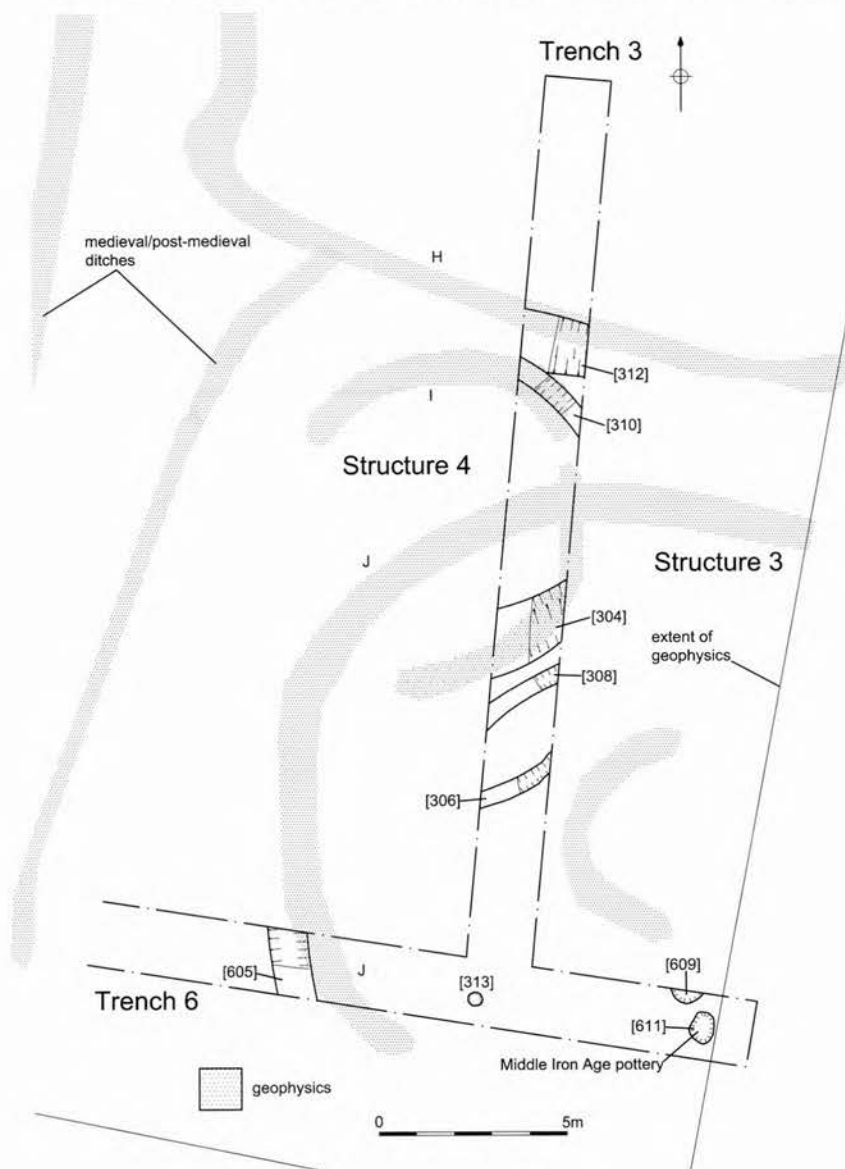 Trench 3
medieval/post-medieval
ditches
H
[312]
I
[310]
Structure 4
J
Structure 3
[304]
extent of
geophysics
[308]
[306]
[605]
J
[313]
[609]
Trench 6
[611]
Middle Iron Age pottery
geophysics
0
5m